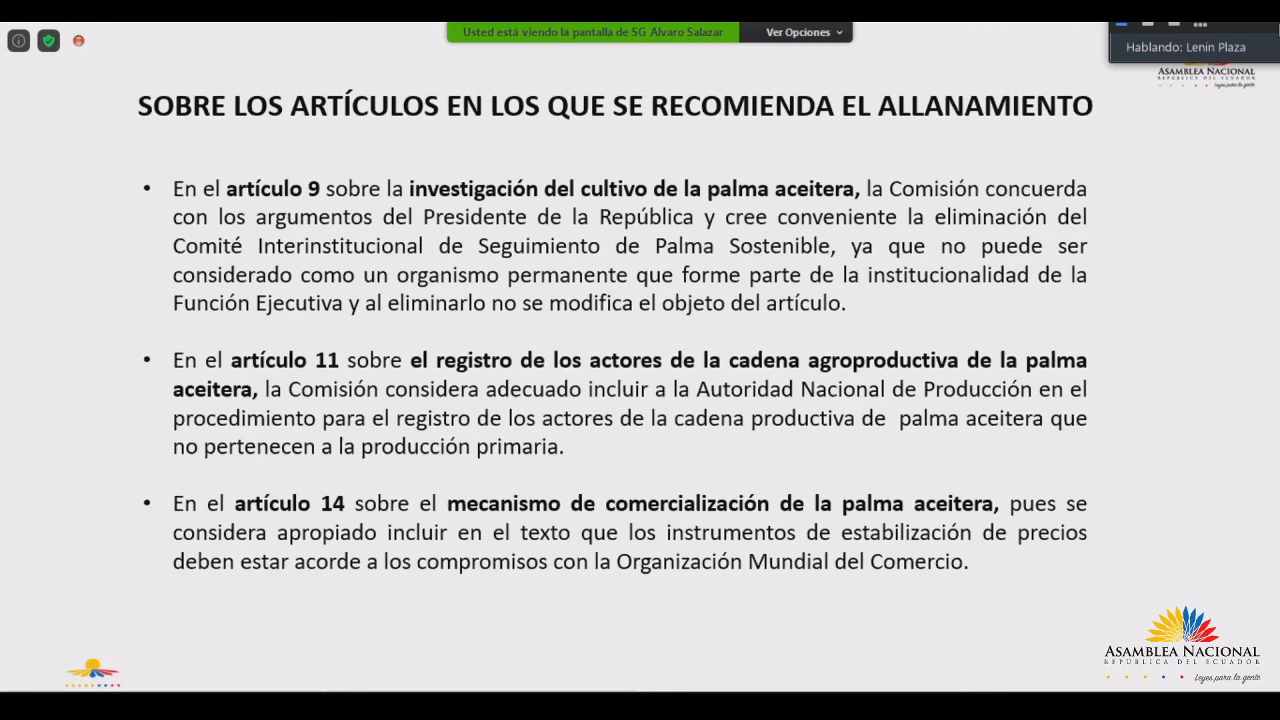 Usted está viendo la pantalla de SG Alvaro Salazar
Ver Opciones
Hablando: Lenin Plaza
ASAMBLEA NACIONAL
REPÚBLICA DEL ECUADOR
Leyes para la gente
SOBRE LOS ARTÍCULOS EN LOS QUE SE RECOMIENDA EL ALLANAMIENTO
• En el artículo 9 sobre la investigación del cultivo de la palma aceitera, la Comisión concuerda
con los argumentos del Presidente de la República y cree conveniente la eliminación del
Comité Interinstitucional de Seguimiento de Palma Sostenible, ya que no puede ser
considerado como un organismo permanente que forme parte de la institucionalidad de la
Función Ejecutiva y al eliminarlo no se modifica el objeto del artículo.
• En el artículo 11 sobre el registro de los actores de la cadena agroproductiva de la palma
aceitera, la Comisión considera adecuado incluir a la Autoridad Nacional de Producción en el
procedimiento para el registro de los actores de la cadena productiva de palma aceitera que
no pertenecen a la producción primaria.
• En el artículo 14 sobre el mecanismo de comercialización de la palma aceitera, pues se
considera apropiado incluir en el texto que los instrumentos de estabilización de precios
deben estar acorde a los compromisos con la Organización Mundial del Comercio.
ASAMBLEA NACIONAL
REPÚBLICA DEL ECUADOR
Leyes para la gente